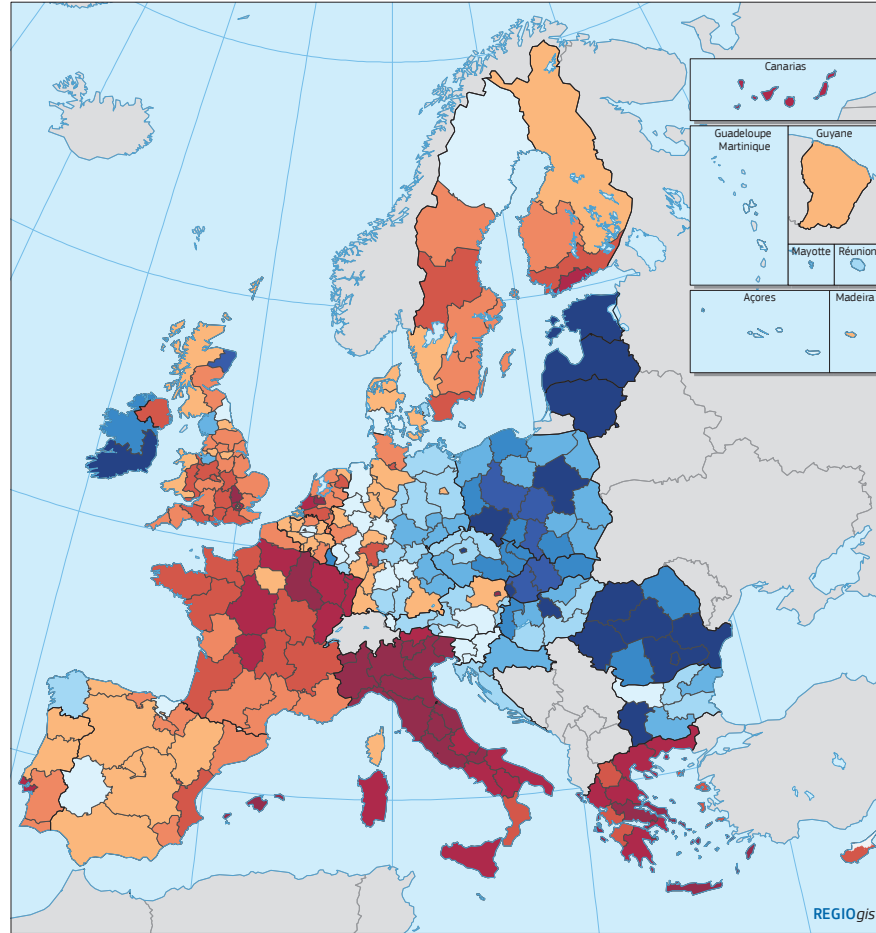 Canarias
Guadeloupe
Martinique
Guyane
Mayotte
Réunion
Açores
Madeira
REGIOgis